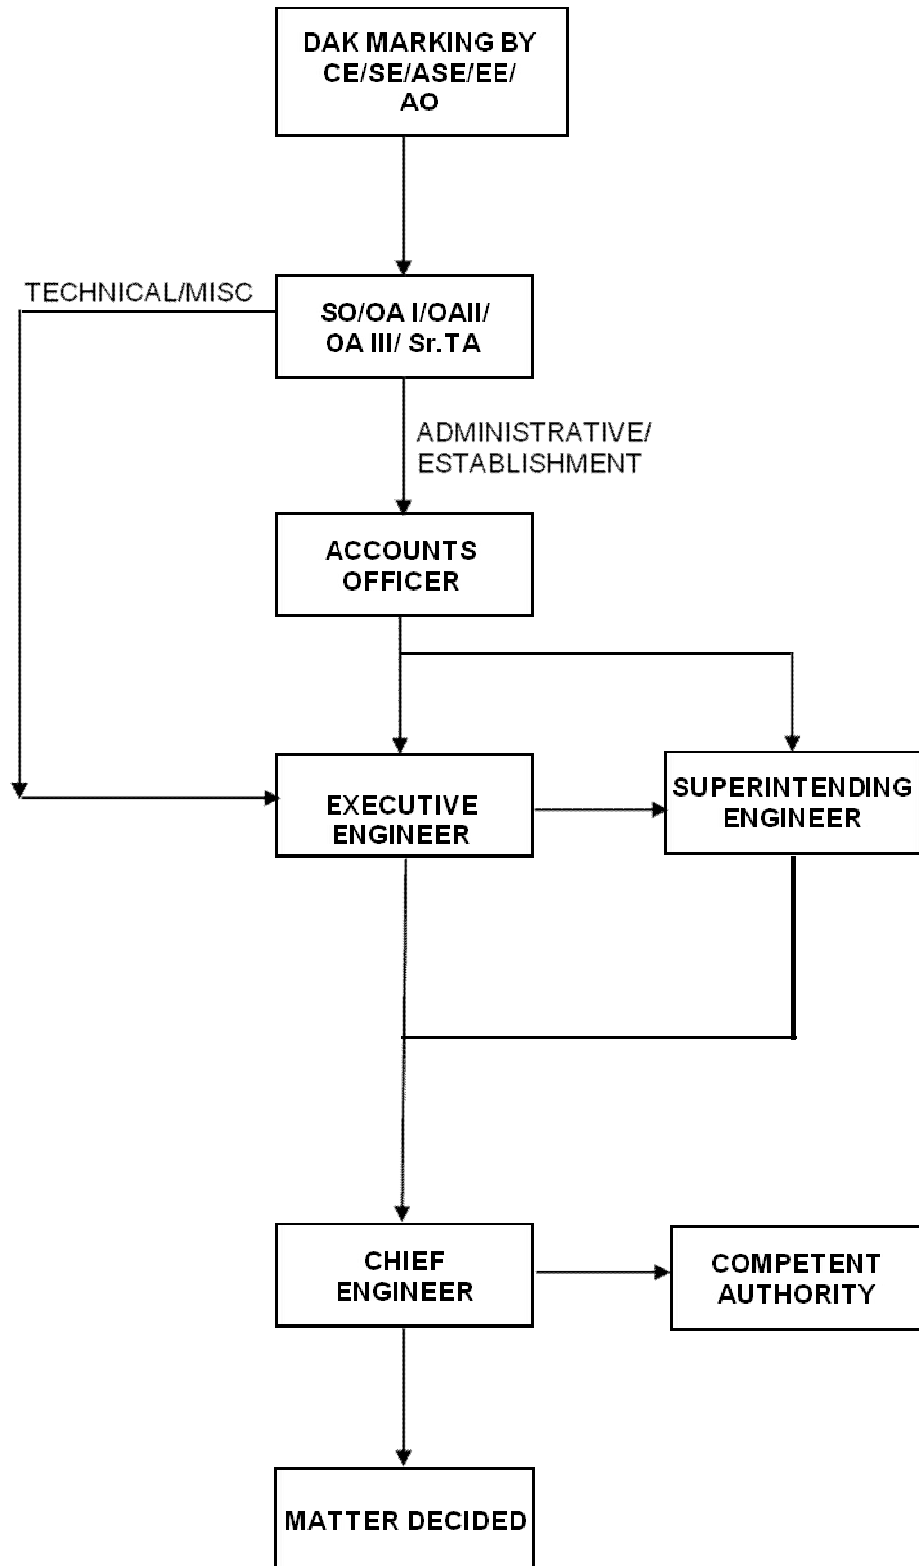 DAK MARKING BY
CE/SE/ASE/EE/
AO
TECHNICAL/MISC
SO/OA I/OAII/
OA III/ Sr.TA
ADMINISTRATIVE/
ESTABLISHMENT
ACCOUNTS
OFFICER
EXECUTIVE
ENGINEER
SUPERINTENDING
ENGINEER
CHIEF
ENGINEER
COMPETENT
AUTHORITY
MATTER DECIDED